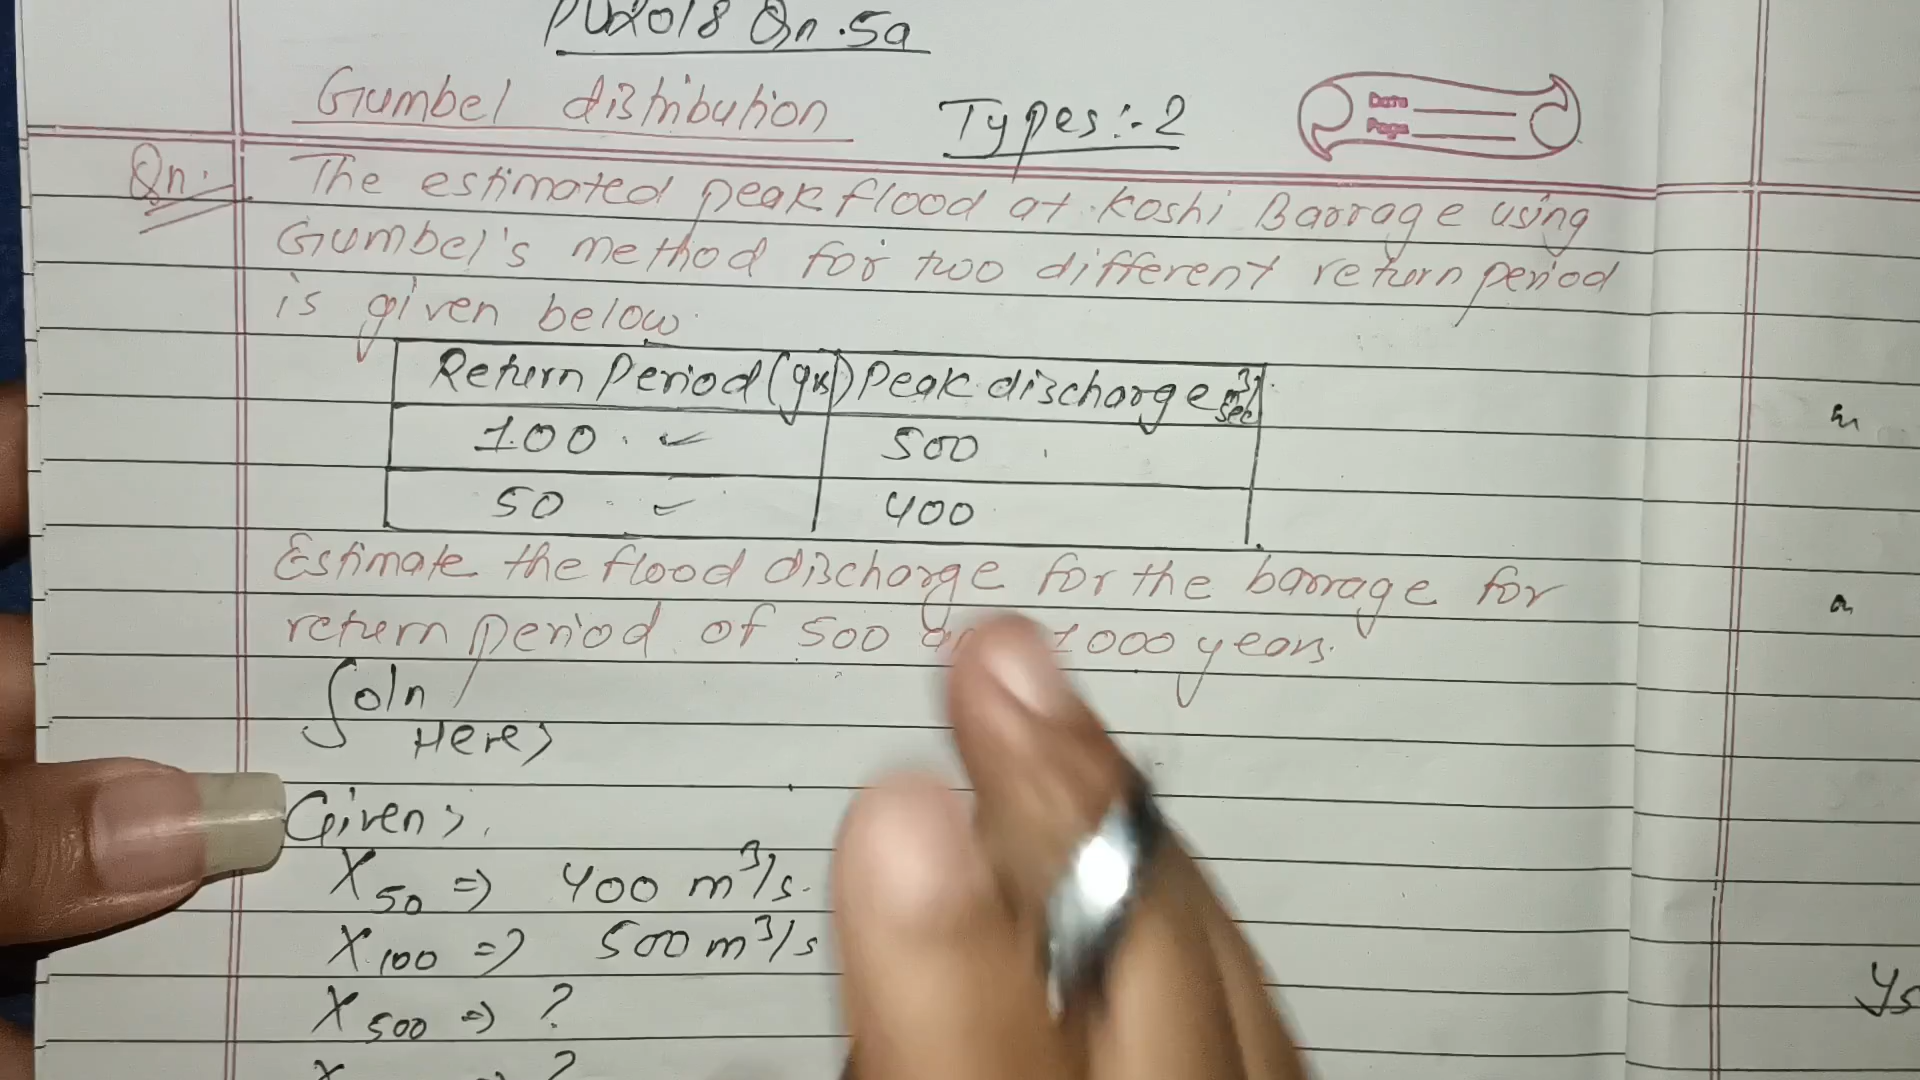 PU2018 Qn.5a
Gumbel distribution Types:-2
Date
Page
Qn. The estimated peak flood at Koshi Barrage using
Gumbel's method for two different return period
is given below
Return Period (yrs) Peak discharge m³/sec
100 500
50 400
Estimate the flood discharge for the barrage for
return period of 500 1000 years.
Soln
Here,
Given,
X50 => 400 m³/s.
X100 => 500 m³/s
X500 => ?